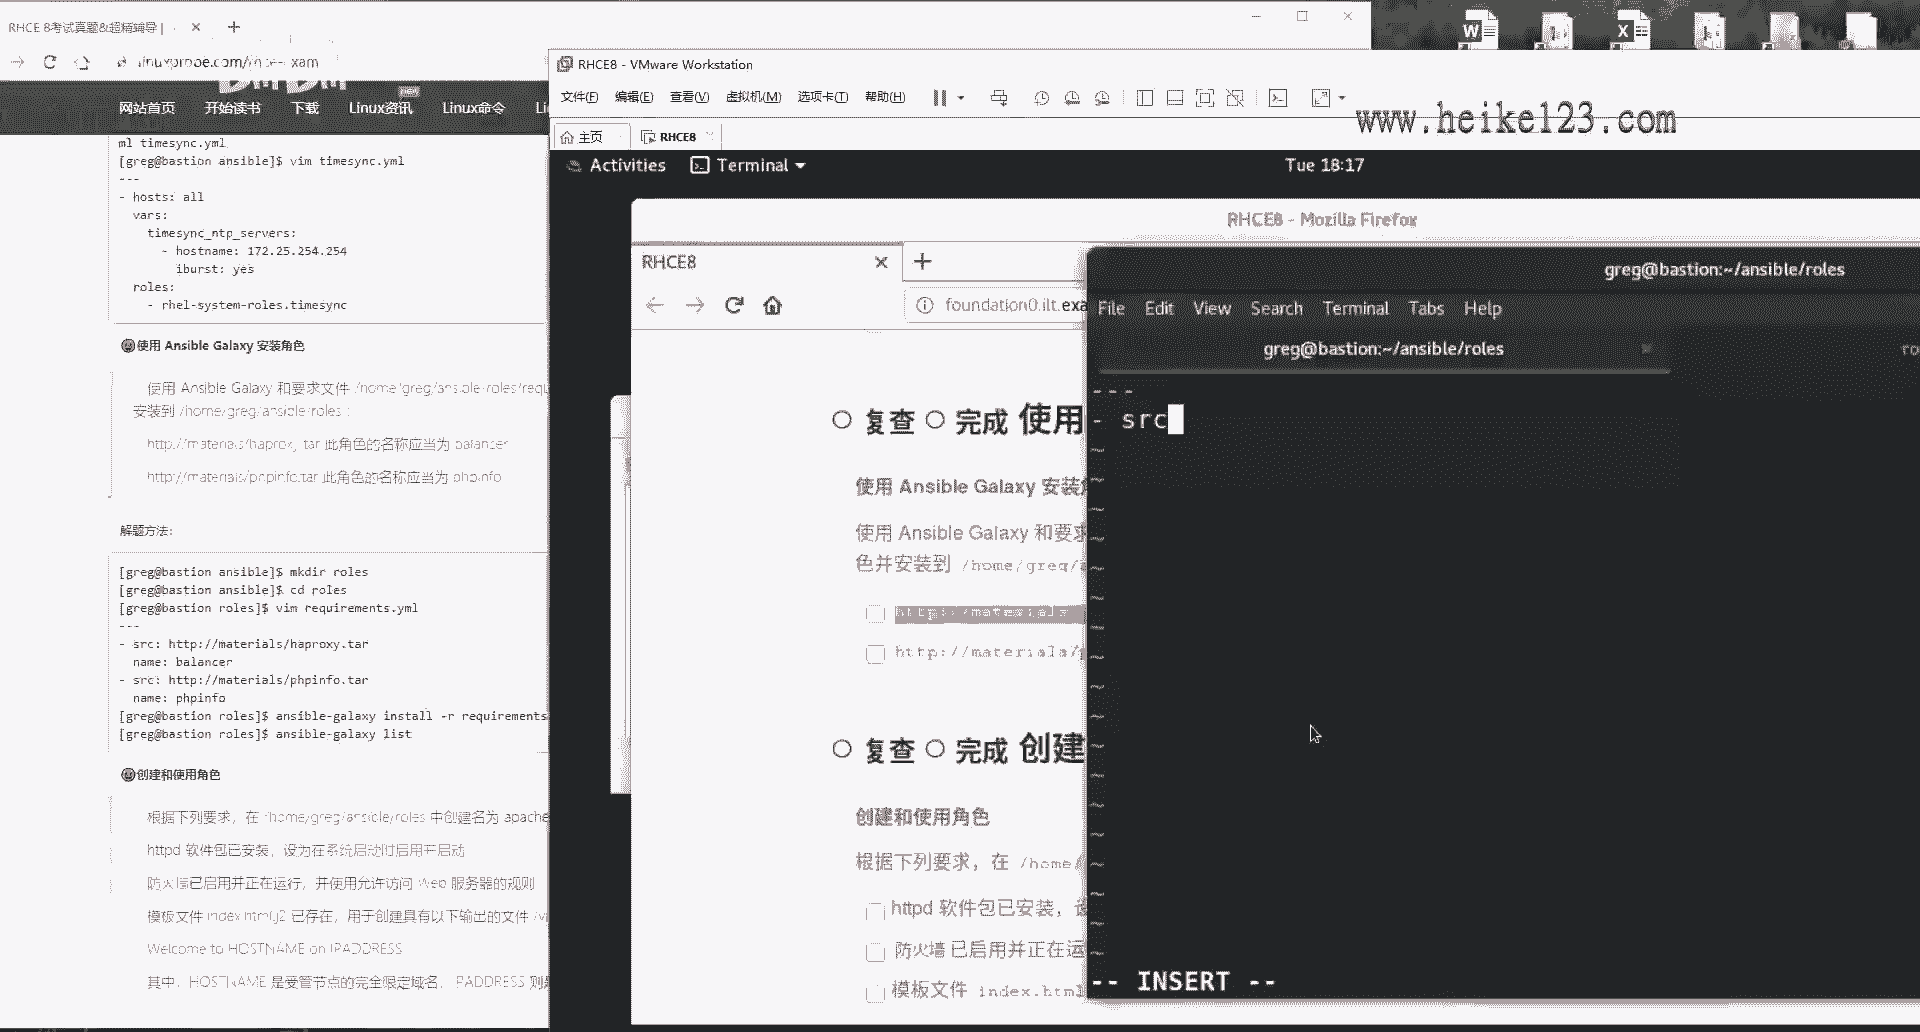 RHCE 8考试真题&超精辅导 |
linuxprobe.com/
网站首页 开始读书 下载 Linux资讯 Linux命令
ml timesync.yml
[greg@bastion ansible]$ vim timesync.yml
---
- hosts: all
vars:
timesync_ntp_servers:
- hostname: 172.25.254.254
iburst: yes
roles:
- rhel-system-roles.timesync
使用 Ansible Galaxy 安装角色
使用 Ansible Galaxy 和要求文件 /home/greg/ansible/roles/requ
安装到 /home/greg/ansible/roles :
http://materials/haproxy.tar 此角色的名称应当为 balancer
http://materials/phpinfo.tar 此角色的名称应当为 phpinfo
解题方法:
[greg@bastion ansible]$ mkdir roles
[greg@bastion ansible]$ cd roles
[greg@bastion roles]$ vim requirements.yml
---
- src: http://materials/haproxy.tar
name: balancer
- src: http://materials/phpinfo.tar
name: phpinfo
[greg@bastion roles]$ ansible-galaxy install -r requirements
[greg@bastion roles]$ ansible-galaxy list
创建和使用角色
根据下列要求，在 /home/greg/ansible/roles 中创建名为 apache
httpd 软件包已安装，设为在系统启动时启用并启动
防火墙已启用并正在运行，并使用允许访问 Web 服务器的规则
模板文件 index.html.j2 已存在，用于创建具有以下输出的文件
Welcome to HOSTNAME on IPADDRESS
其中，HOSTNAME 是受管节点的完全限定域名，IPADDRESS 则是
RHCE8 - VMware Workstation
文件(F) 编辑(E) 查看(V) 虚拟机(M) 选项卡(T) 帮助(H)
www.heike123.com
主页 RHCE8
Activities Terminal Tue 18:17
RHCE8 - Mozilla Firefox
RHCE8
foundation0.ilt.exa
复查 完成 使用
使用 Ansible Galaxy 安装
使用 Ansible Galaxy 和要求
色并安装到 /home/greg/a
http://materials
http://materials/p
复查 完成 创建
创建和使用角色
根据下列要求，在 /home/
httpd 软件包已安装，设
防火墙已启用并正在运
模板文件 index.html
greg@bastion:~/ansible/roles
File Edit View Search Terminal Tabs Help
greg@bastion:~/ansible/roles ro
---
- src
-- INSERT --